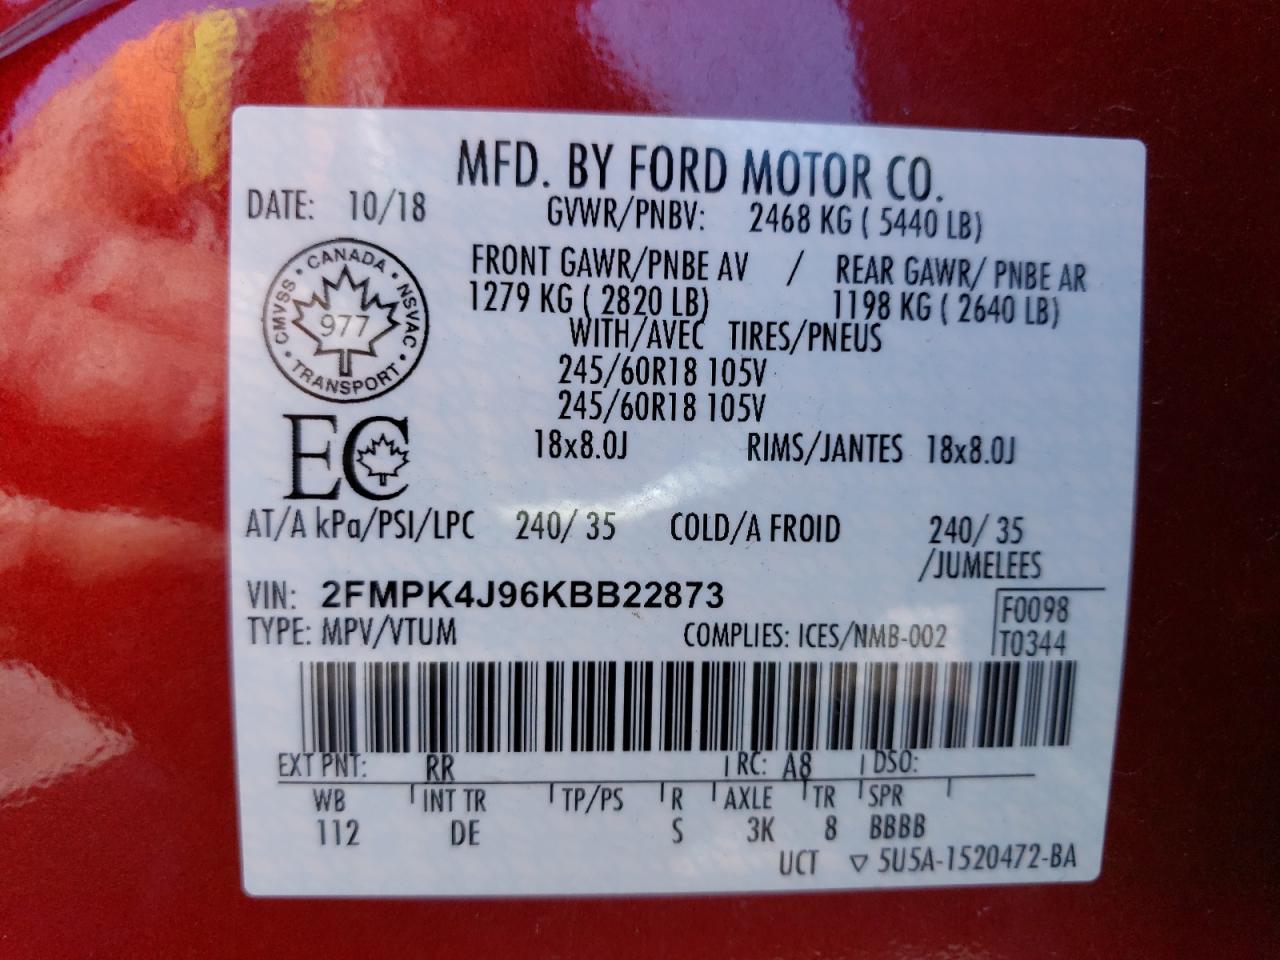 MFD. BY FORD MOTOR CO.
DATE: 10/18
GVWR/PNBV: 2468 KG ( 5440 LB)
FRONT GAWR/PNBE AV / REAR GAWR/ PNBE AR
1279 KG ( 2820 LB) 1198 KG ( 2640 LB)
WITH/AVEC TIRES/PNEUS
245/60R18 105V
245/60R18 105V
18x8.0J RIMS/JANTES 18x8.0J
CANADA
CMVSS NSVAC
977
TRANSPORT
EC
AT/A kPa/PSI/LPC 240/ 35 COLD/A FROID 240/ 35
/JUMELEES
VIN: 2FMPK4J96KBB22873
F0098
TYPE: MPV/VTUM COMPLIES: ICES/NMB-002 T0344
EXT PNT: RR RC: A8 DSO:
WB INT TR TP/PS R AXLE TR SPR
112 DE S 3K 8 BBBB
UCT ▽ 5U5A-1520472-BA